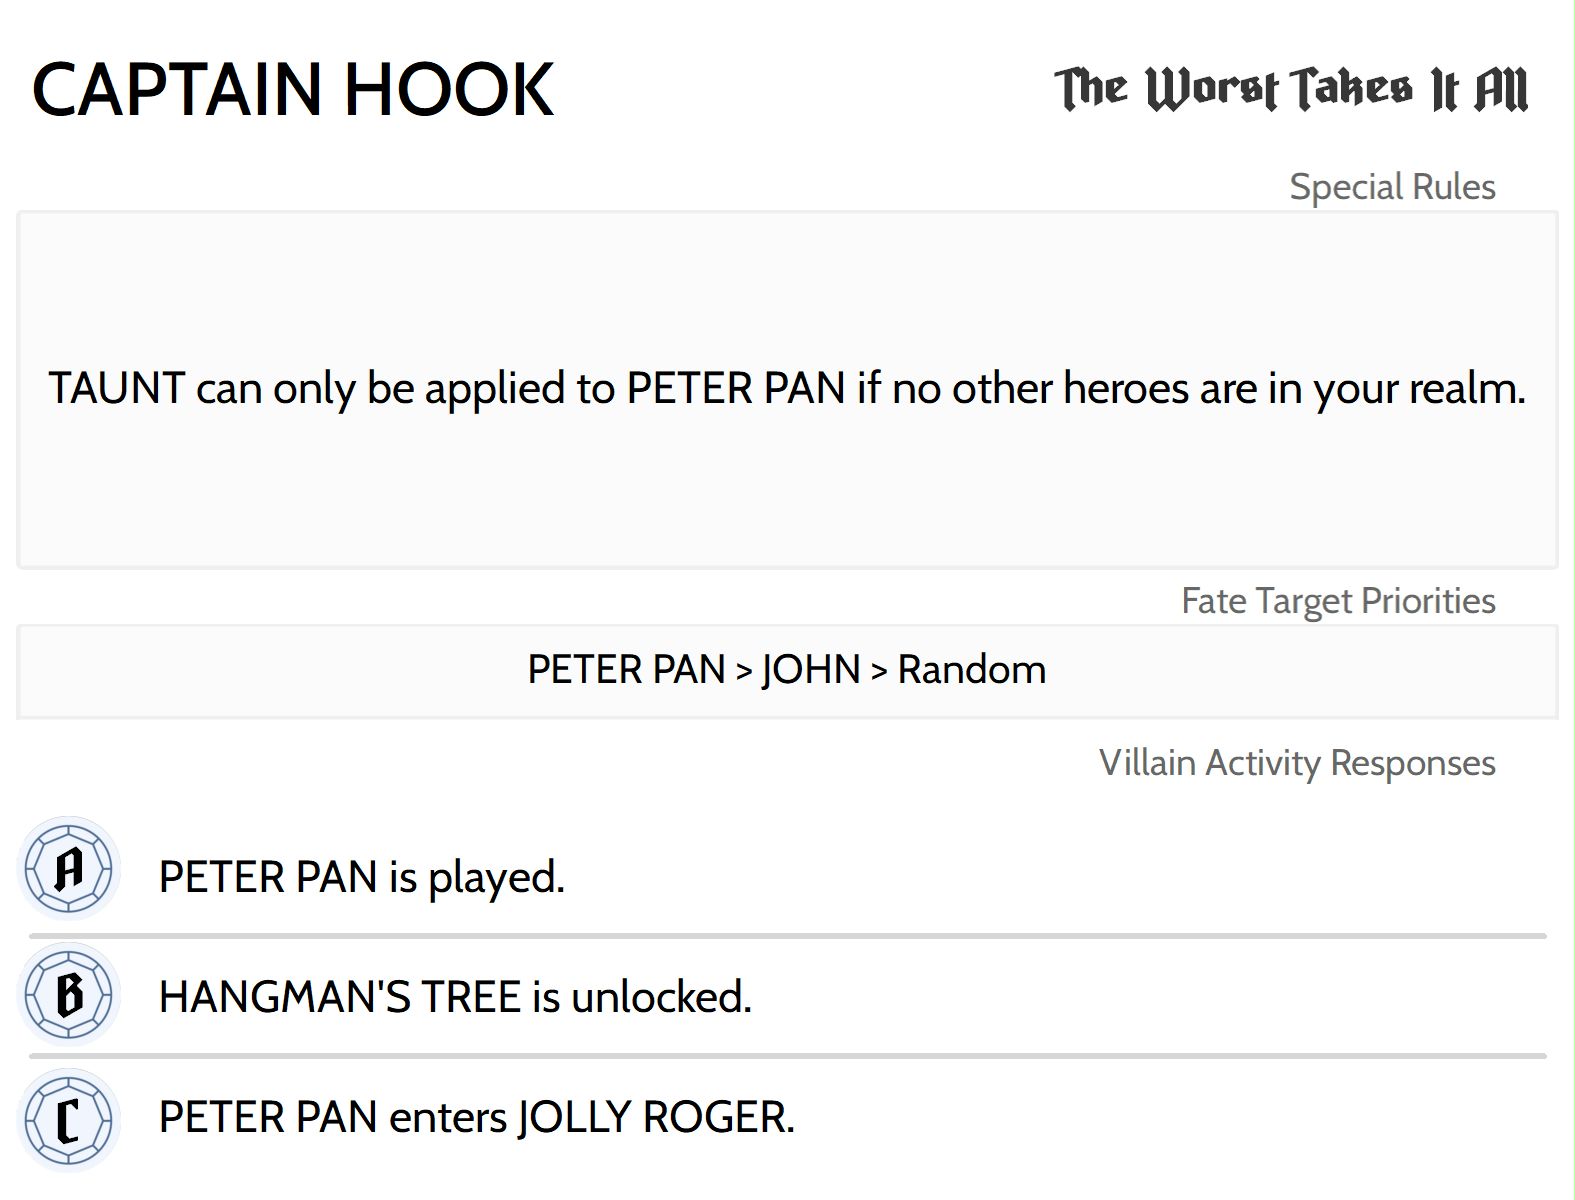 CAPTAIN HOOK
The Worst Takes It All
Special Rules
TAUNT can only be applied to PETER PAN if no other heroes are in your realm.
Fate Target Priorities
PETER PAN > JOHN > Random
Villain Activity Responses
A PETER PAN is played.
B HANGMAN'S TREE is unlocked.
C PETER PAN enters JOLLY ROGER.